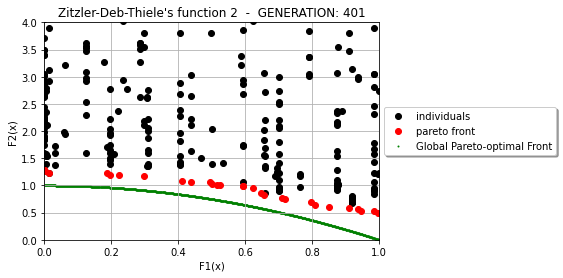 Zitzler-Deb-Thiele's function 2 - GENERATION: 401
4.0
3.5
3.0
2.5
2.0
1.5
1.0
0.5
0.0
F2(x)
individuals
pareto front
Global Pareto-optimal Front
0.0 0.2 0.4 0.6 0.8 1.0
F1(x)